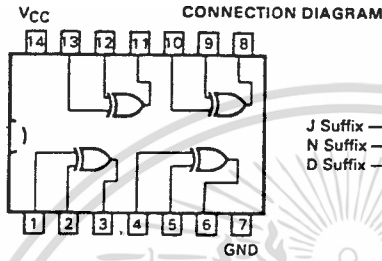 VCC CONNECTION DIAGRAM
14 13 12 11 10 9 8
J Suffix —
N Suffix —
D Suffix —
1 2 3 4 5 6 7
GND